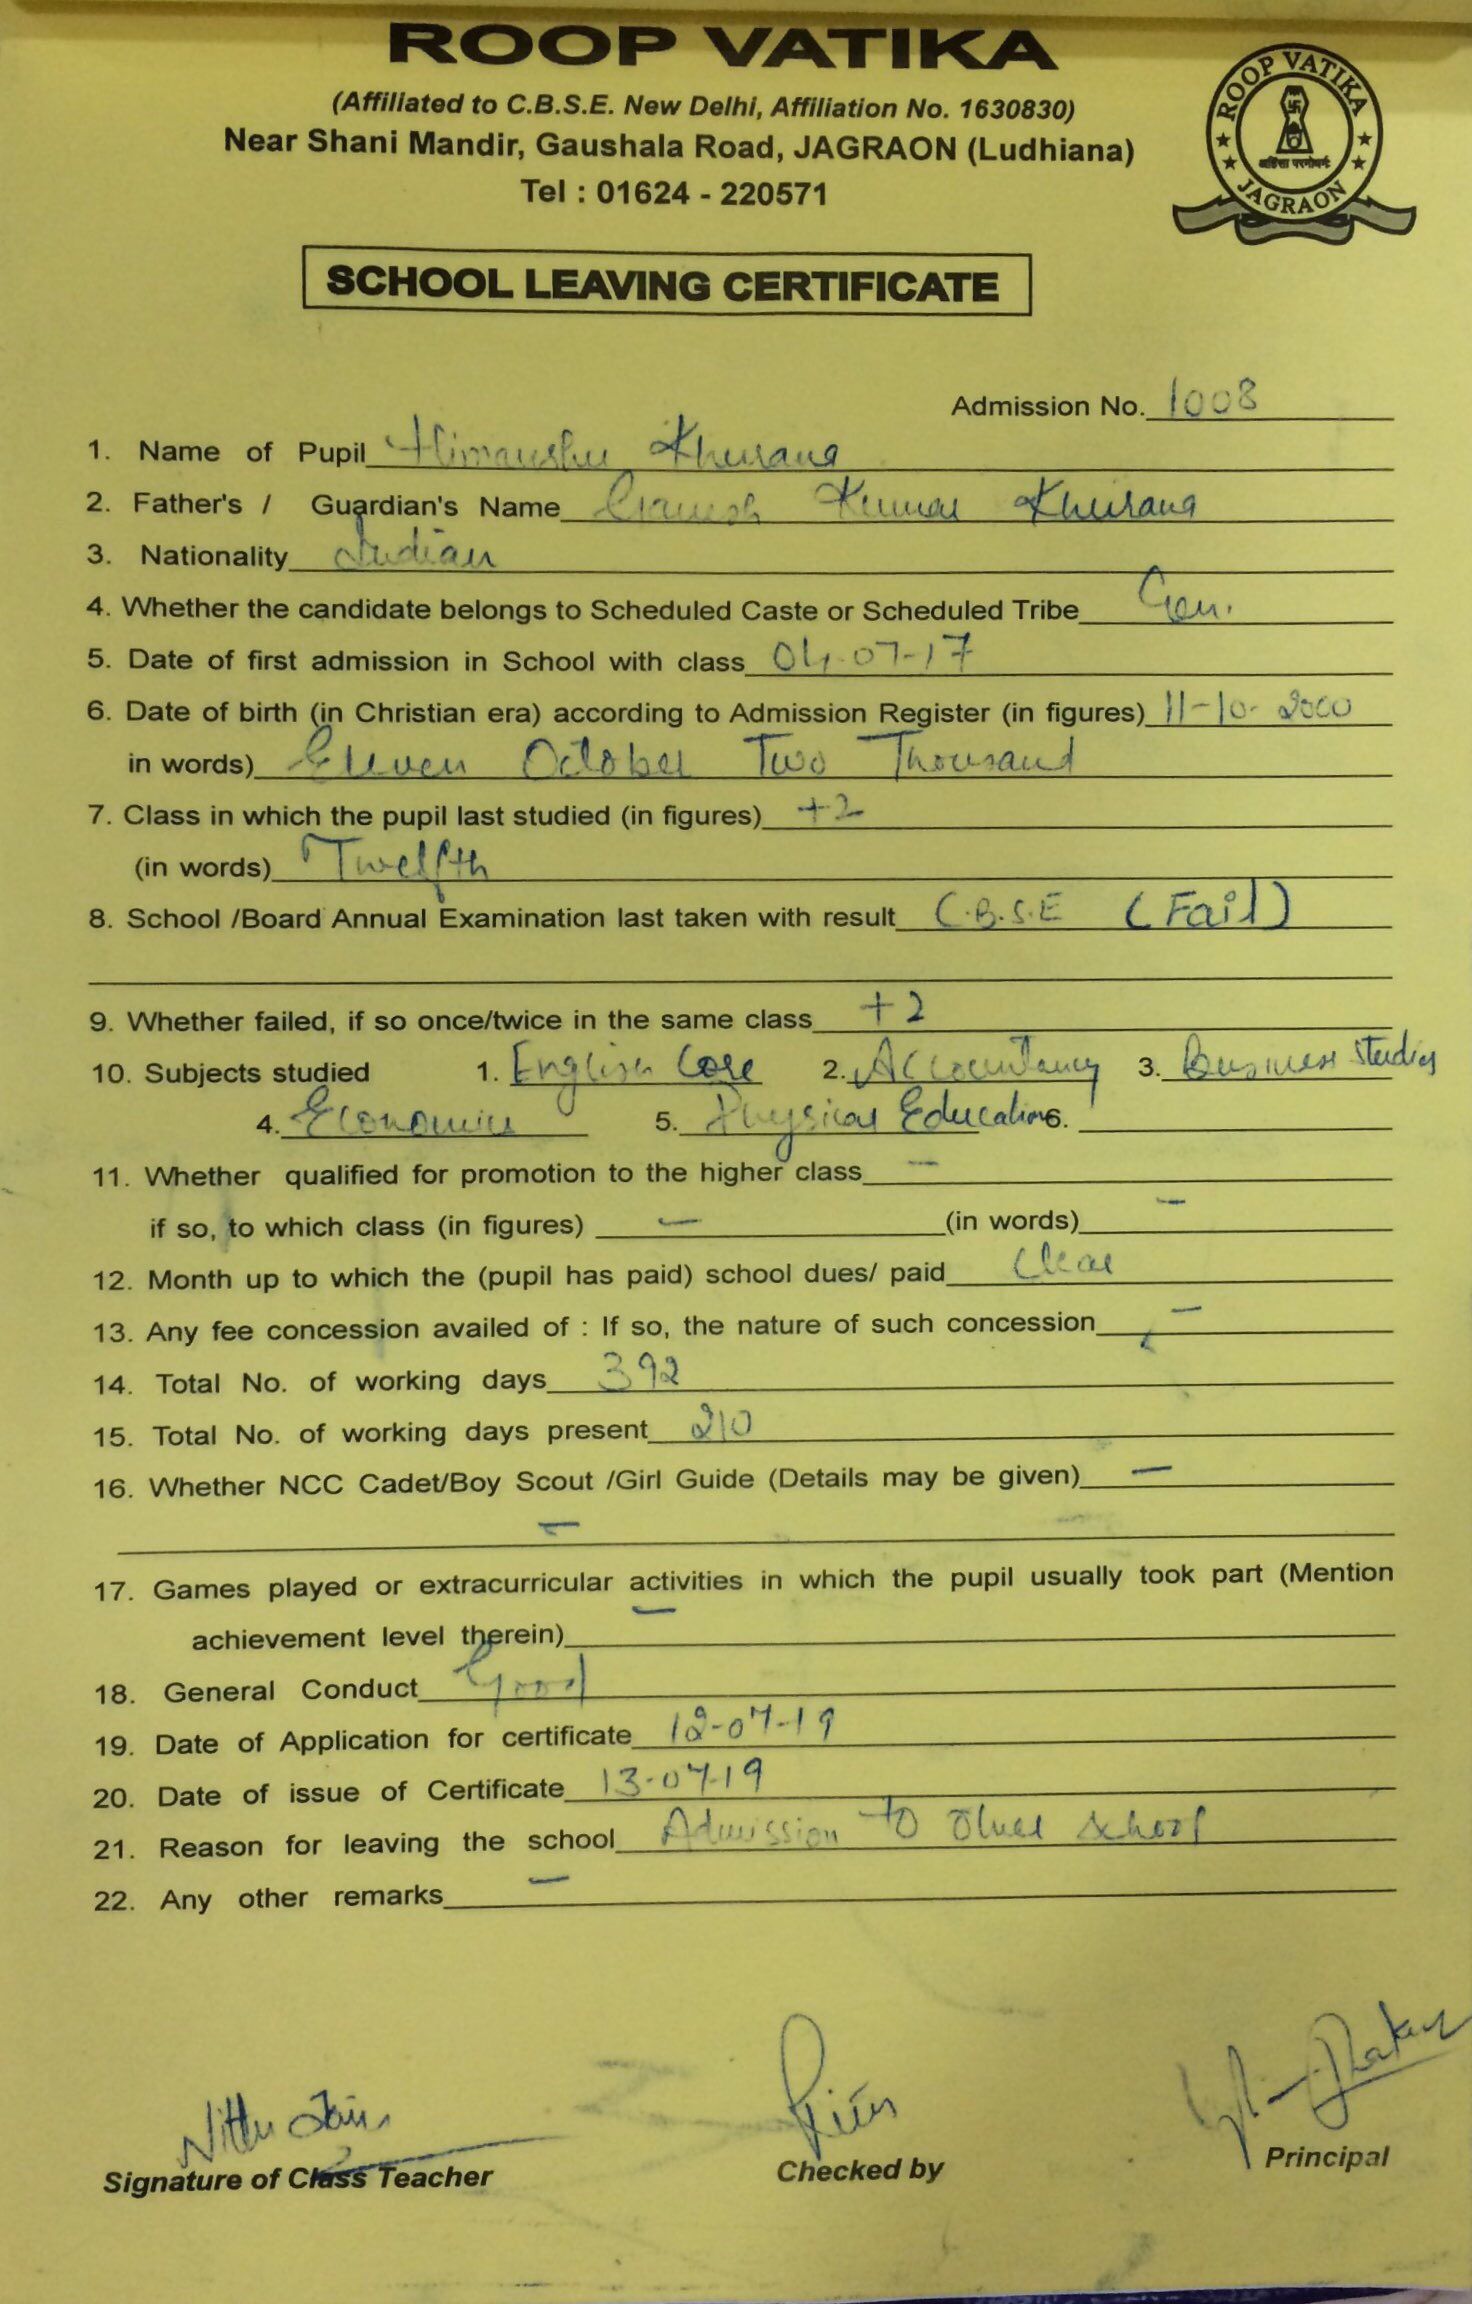 ROOP VATIKA
(Affiliated to C.B.S.E. New Delhi, Affiliation No. 1630830)
Near Shani Mandir, Gaushala Road, JAGRAON (Ludhiana)
Tel : 01624 - 220571
ROOP VATIKA
अहिंसा परमोधर्मः
JAGRAON
SCHOOL LEAVING CERTIFICATE
Admission No. 1008
1. Name of Pupil Himanshu Khurana
2. Father's / Guardian's Name Ganesh Kumar Khurana
3. Nationality Indian
4. Whether the candidate belongs to Scheduled Caste or Scheduled Tribe Gen.
5. Date of first admission in School with class 04-07-17
6. Date of birth (in Christian era) according to Admission Register (in figures) 11-10-2000
in words) Eleven October Two Thousand
7. Class in which the pupil last studied (in figures) +2
(in words) Twelfth
8. School /Board Annual Examination last taken with result C.B.S.E (Fail)
9. Whether failed, if so once/twice in the same class +2
10. Subjects studied 1. English Core 2. Accountancy 3. Business Studies
4. Economics 5. Physical Education 6.
11. Whether qualified for promotion to the higher class –
if so, to which class (in figures) – (in words) –
12. Month up to which the (pupil has paid) school dues/ paid Clear
13. Any fee concession availed of : If so, the nature of such concession –
14. Total No. of working days 392
15. Total No. of working days present 210
16. Whether NCC Cadet/Boy Scout /Girl Guide (Details may be given) –
–
17. Games played or extracurricular activities in which the pupil usually took part (Mention
achievement level therein) –
18. General Conduct Good
19. Date of Application for certificate 12-07-19
20. Date of issue of Certificate 13-07-19
21. Reason for leaving the school Admission to other school
22. Any other remarks –
Nittu Jain
Signature of Class Teacher
Checked by
Principal